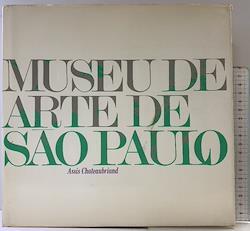 MUSEU DE
ARTE DE
SÃO PAULO
Assis Chateaubriand